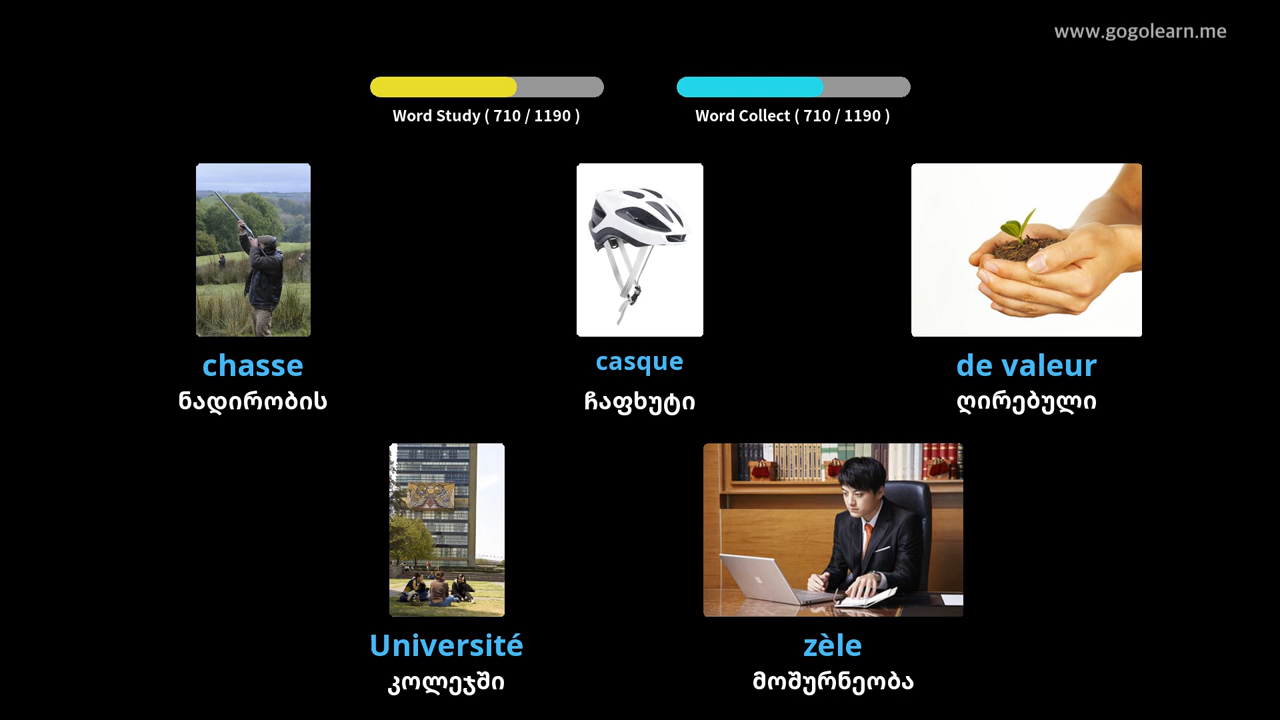 www.gogolearn.me
Word Study ( 710 / 1190 )
Word Collect ( 710 / 1190 )
chasse
ნადირობის
casque
ჩაფხუტი
de valeur
ღირებული
Université
კოლეჯში
zèle
მოშურნეობა